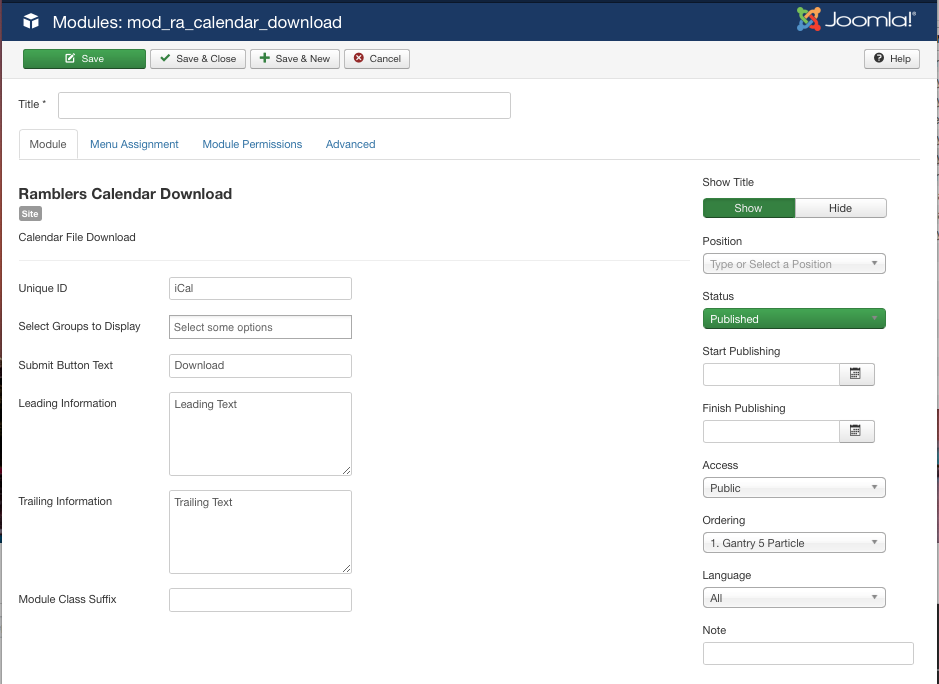 Modules: mod_ra_calendar_download
Joomla!®
Save
Save & Close
Save & New
Cancel
Help
Title *
Module
Menu Assignment
Module Permissions
Advanced
Ramblers Calendar Download
Site
Calendar File Download
Unique ID
iCal
Select Groups to Display
Select some options
Submit Button Text
Download
Leading Information
Leading Text
Trailing Information
Trailing Text
Module Class Suffix
Show Title
Show
Hide
Position
Type or Select a Position
Status
Published
Start Publishing
Finish Publishing
Access
Public
Ordering
1. Gantry 5 Particle
Language
All
Note